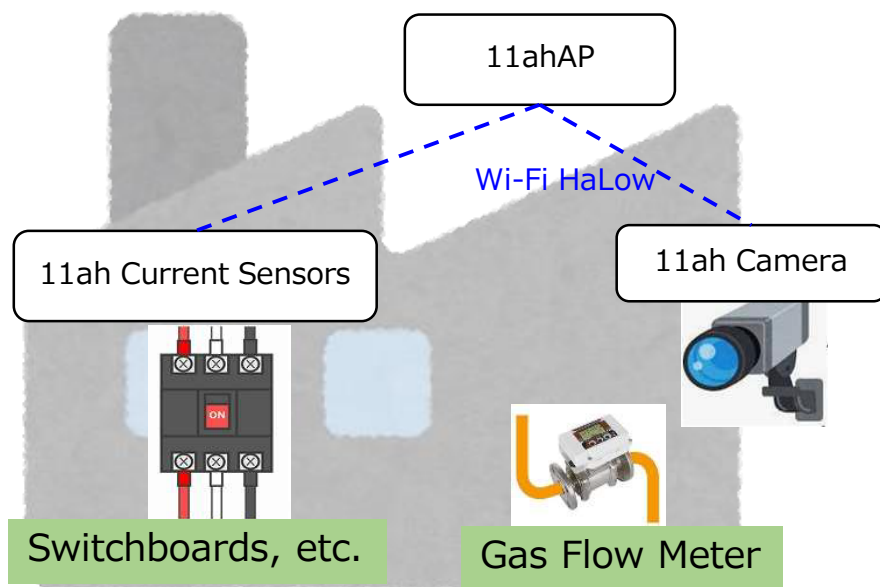 11ahAP
Wi-Fi HaLow
11ah Current Sensors
11ah Camera
ON
Switchboards, etc.
Gas Flow Meter